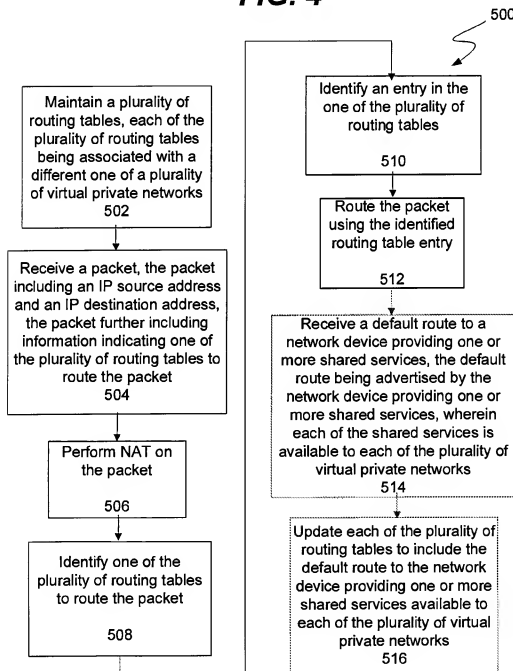 FIG. 4
500
Maintain a plurality of
routing tables, each of the
plurality of routing tables
being associated with a
different one of a plurality
of virtual private networks
502
Receive a packet, the packet
including an IP source address
and an IP destination address,
the packet further including
information indicating one of
the plurality of routing tables to
route the packet
504
Perform NAT on
the packet
506
Identify one of the
plurality of routing tables
to route the packet
508
Identify an entry in the
one of the plurality of
routing tables
510
Route the packet
using the identified
routing table entry
512
Receive a default route to a
network device providing one or
more shared services, the default
route being advertised by the
network device providing one or
more shared services, wherein
each of the shared services is
available to each of the plurality of
virtual private networks
514
Update each of the plurality of
routing tables to include the
default route to the network
device providing one or more
shared services available to
each of the plurality of virtual
private networks
516